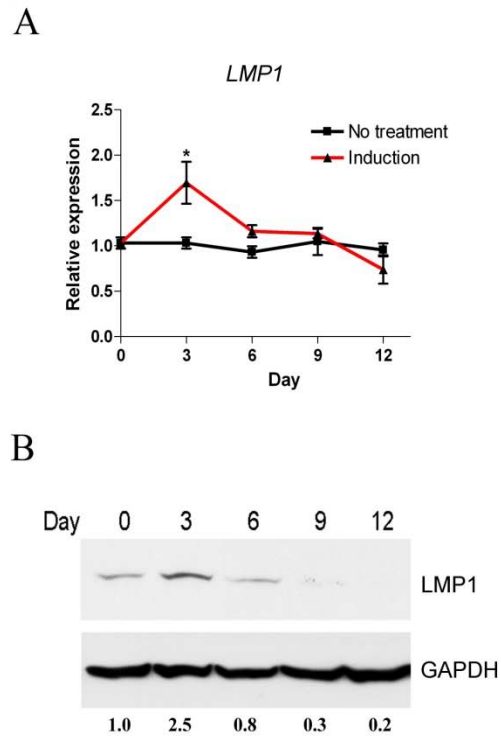 A
LMP1
2.5
2.0
1.5
1.0
0.5
0.0
Relative expression
*
No treatment
Induction
0 3 6 9 12
Day
B
Day 0 3 6 9 12
LMP1
GAPDH
1.0 2.5 0.8 0.3 0.2